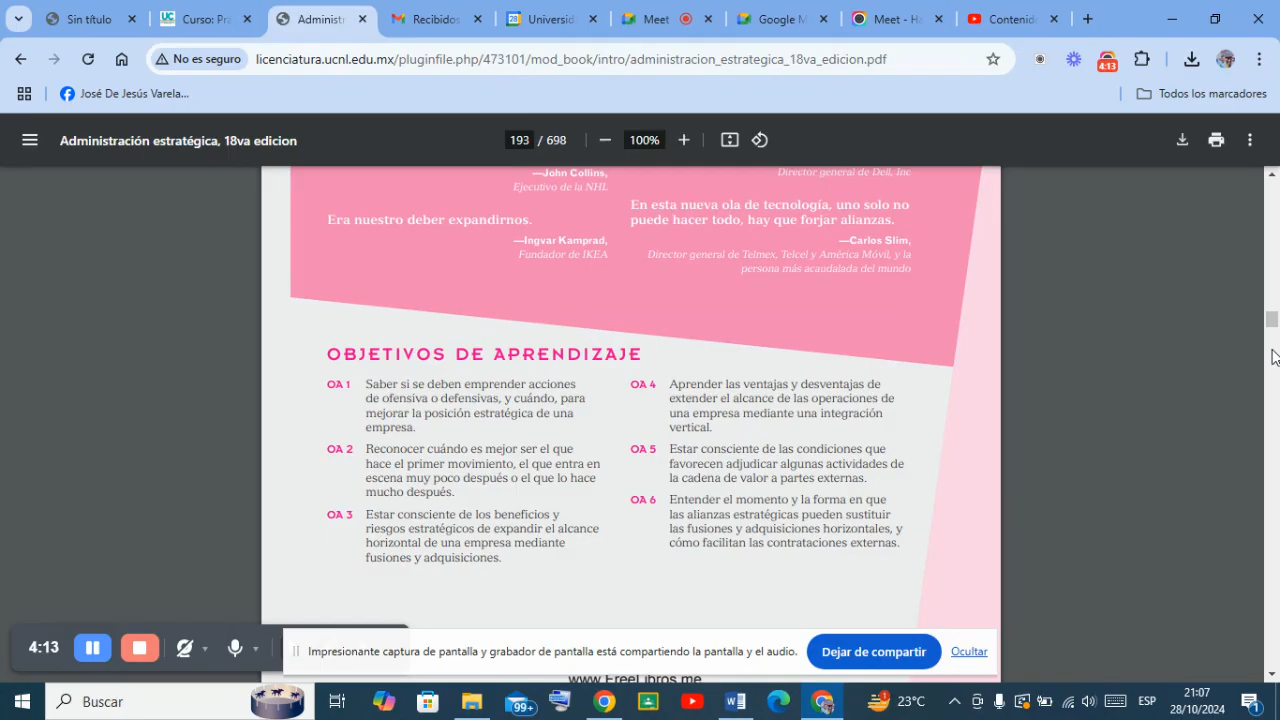 Sin título
Curso: Pra
Administr
Recibidos
Universid
Meet
Google M
Meet - Ha
Contenido
No es seguro
licenciatura.ucnl.edu.mx/pluginfile.php/473101/mod_book/intro/administracion_estrategica_18va_edicion.pdf
4:13
José De Jesús Varela...
Todos los marcadores
Administración estratégica, 18va edicion
193 / 698
100%
—John Collins,
Ejecutivo de la NHL
Era nuestro deber expandirnos.
—Ingvar Kamprad,
Fundador de IKEA
Director general de Dell, Inc
En esta nueva ola de tecnología, uno solo no
puede hacer todo, hay que forjar alianzas.
—Carlos Slim,
Director general de Telmex, Telcel y América Móvil, y la
persona más acaudalada del mundo
OBJETIVOS DE APRENDIZAJE
OA 1 Saber si se deben emprender acciones
de ofensiva o defensivas, y cuándo, para
mejorar la posición estratégica de una
empresa.
OA 2 Reconocer cuándo es mejor ser el que
hace el primer movimiento, el que entra en
escena muy poco después o el que lo hace
mucho después.
OA 3 Estar consciente de los beneficios y
riesgos estratégicos de expandir el alcance
horizontal de una empresa mediante
fusiones y adquisiciones.
OA 4 Aprender las ventajas y desventajas de
extender el alcance de las operaciones de
una empresa mediante una integración
vertical.
OA 5 Estar consciente de las condiciones que
favorecen adjudicar algunas actividades de
la cadena de valor a partes externas.
OA 6 Entender el momento y la forma en que
las alianzas estratégicas pueden sustituir
las fusiones y adquisiciones horizontales, y
cómo facilitan las contrataciones externas.
4:13
Impresionante captura de pantalla y grabador de pantalla está compartiendo la pantalla y el audio.
Dejar de compartir
Ocultar
www.FreeLibros.me
Buscar
99+
23°C
ESP
21:07
28/10/2024
1